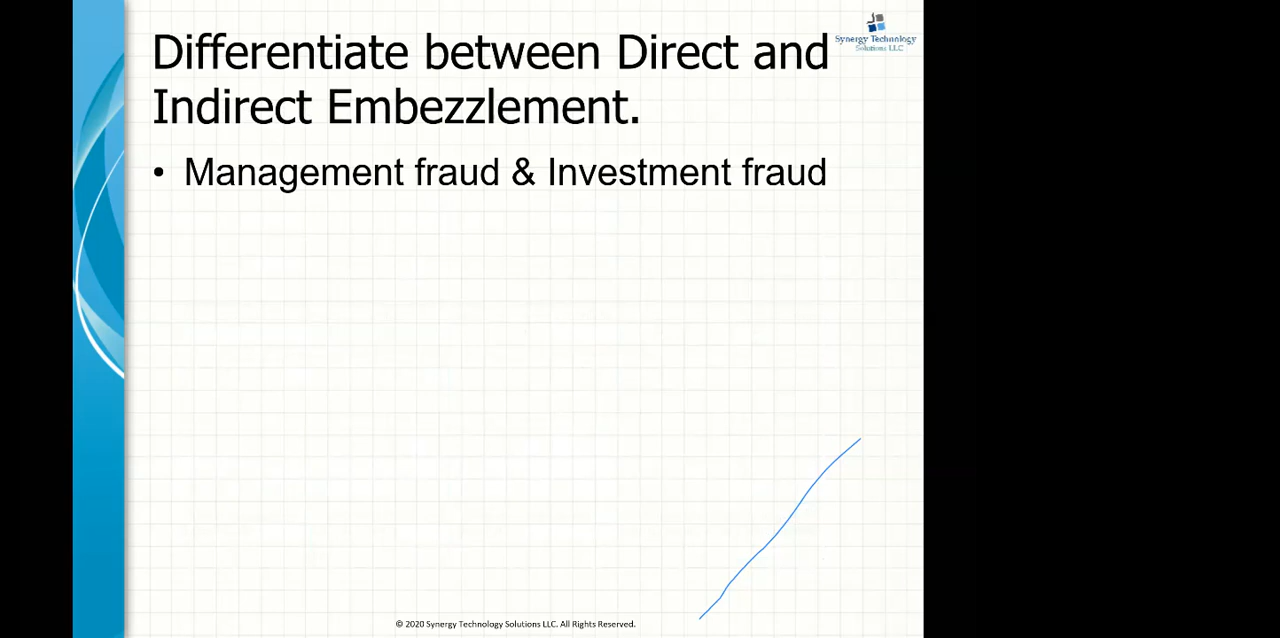 Differentiate between Direct and
Indirect Embezzlement.
Synergy Technology
Solutions LLC
• Management fraud & Investment fraud
© 2020 Synergy Technology Solutions LLC. All Rights Reserved.